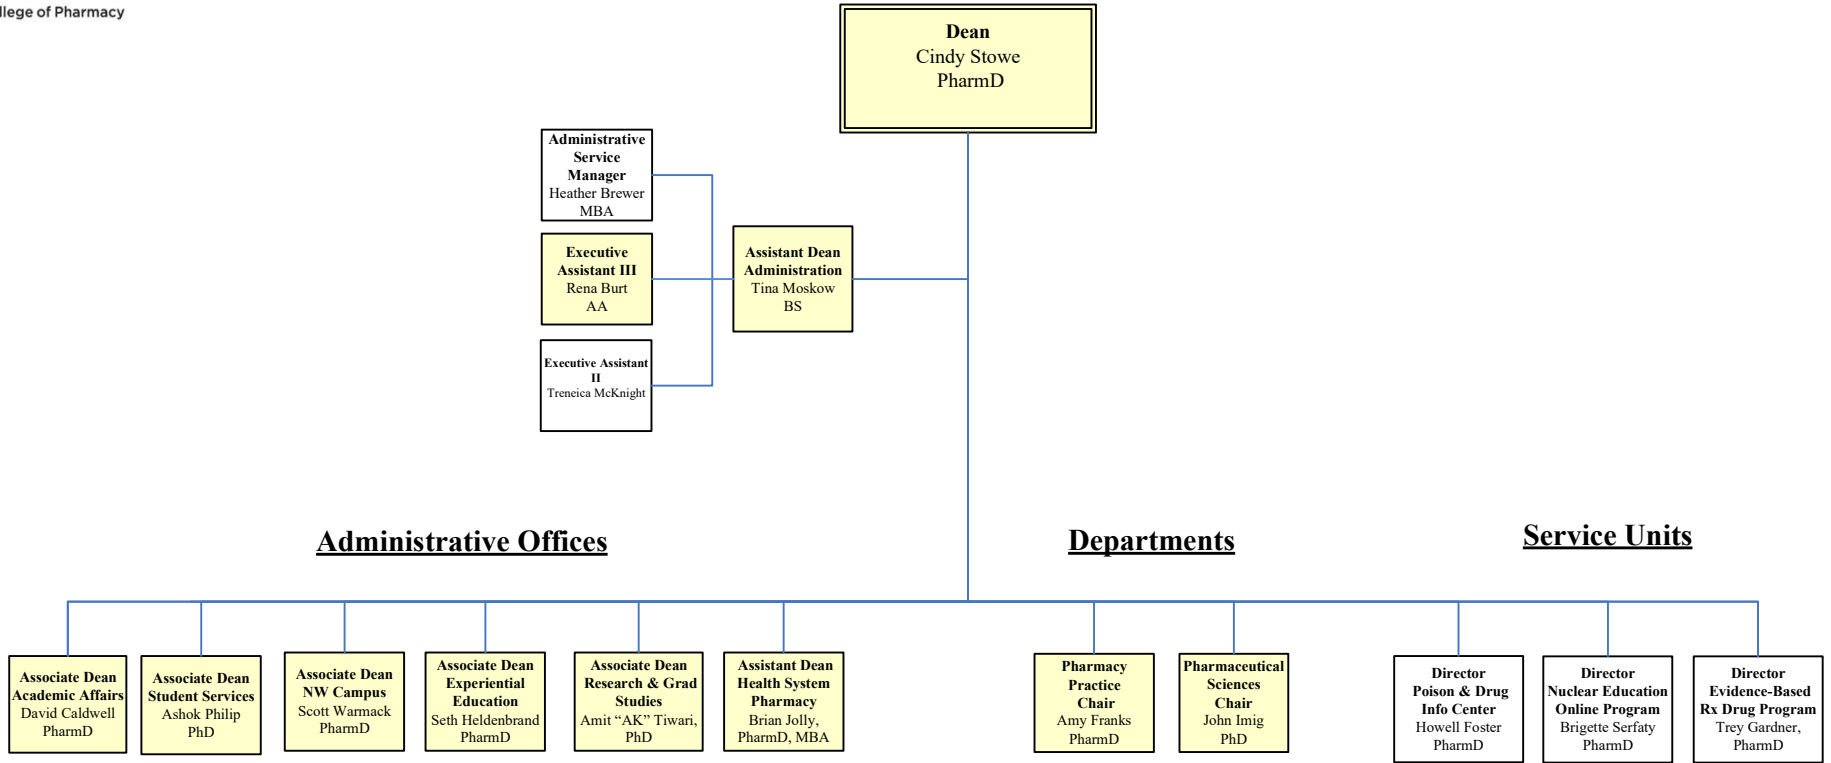 llege of Pharmacy
Dean
Cindy Stowe
PharmD
Administrative
Service
Manager
Heather Brewer
MBA
Executive
Assistant III
Rena Burt
AA
Assistant Dean
Administration
Tina Moskow
BS
Executive Assistant
II
Treneica McKnight
Administrative Offices
Departments
Service Units
Associate Dean
Academic Affairs
David Caldwell
PharmD
Associate Dean
Student Services
Ashok Philip
PhD
Associate Dean
NW Campus
Scott Warmack
PharmD
Associate Dean
Experiential
Education
Seth Heldenbrand
PharmD
Associate Dean
Research & Grad
Studies
Amit “AK” Tiwari,
PhD
Assistant Dean
Health System
Pharmacy
Brian Jolly,
PharmD, MBA
Pharmacy
Practice
Chair
Amy Franks
PharmD
Pharmaceutical
Sciences
Chair
John Imig
PhD
Director
Poison & Drug
Info Center
Howell Foster
PharmD
Director
Nuclear Education
Online Program
Brigette Serfaty
PharmD
Director
Evidence-Based
Rx Drug Program
Trey Gardner,
PharmD